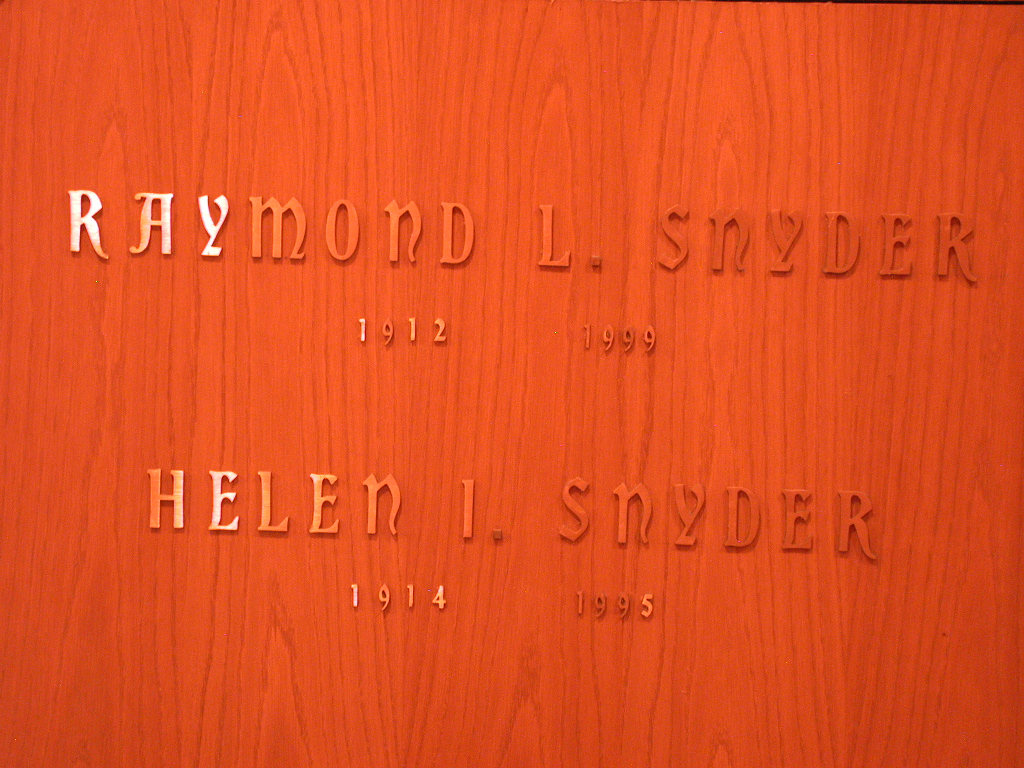 RAYMOND L. SNYDER
1912 1999
HELEN I. SNYDER
1914 1995